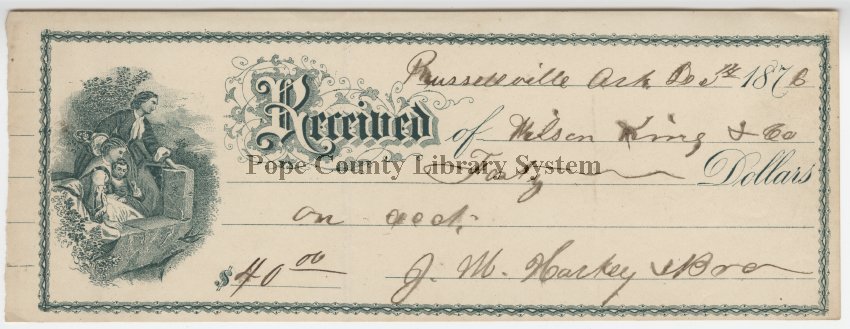 Russellville Ark Dec 5th 1876
Received of Wilson King & Co
Pope County Library System
Forty Dollars
on acct.
$40.00 J. M. Harkey & Bro